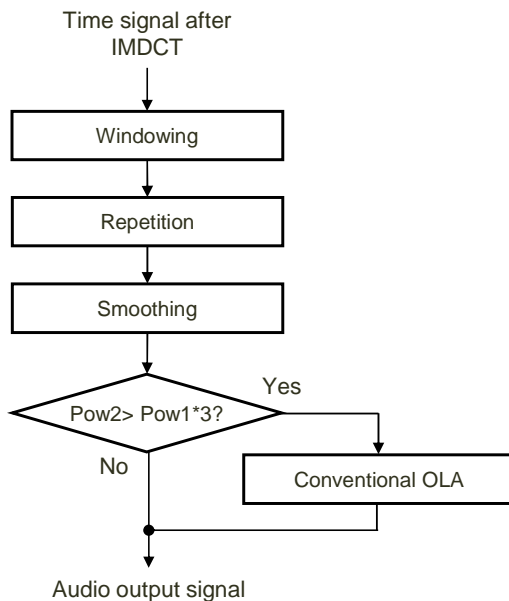 Time signal after
IMDCT
Windowing
Repetition
Smoothing
Pow2> Pow1*3?
Yes
No
Conventional OLA
Audio output signal